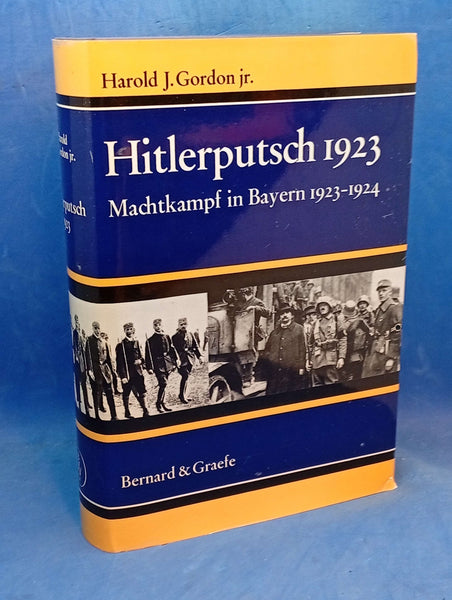 Harold J. Gordon jr.
Hitlerputsch 1923
Machtkampf in Bayern 1923-1924
Bernard & Graefe